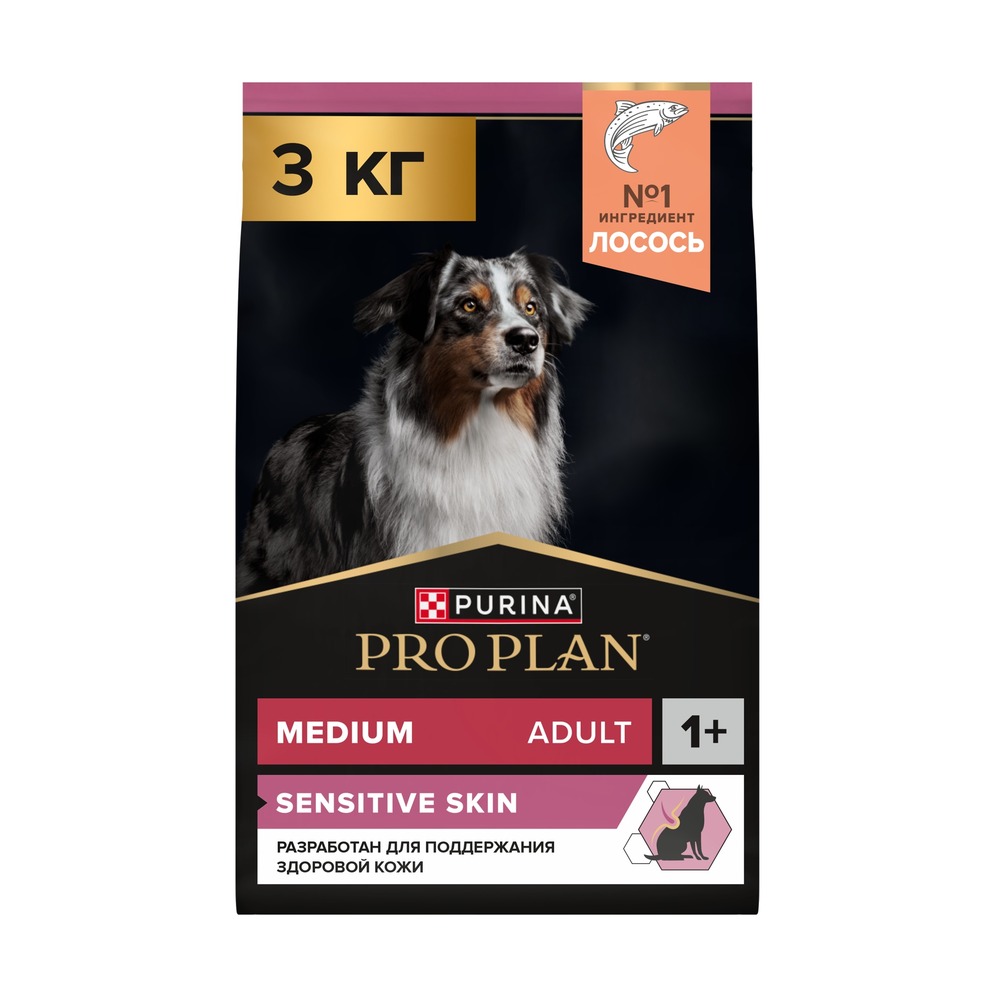 3 КГ
№1
ИНГРЕДИЕНТ
ЛОСОСЬ
PURINA®
PRO PLAN®
MEDIUM ADULT 1+
SENSITIVE SKIN
РАЗРАБОТАН ДЛЯ ПОДДЕРЖАНИЯ
ЗДОРОВОЙ КОЖИ